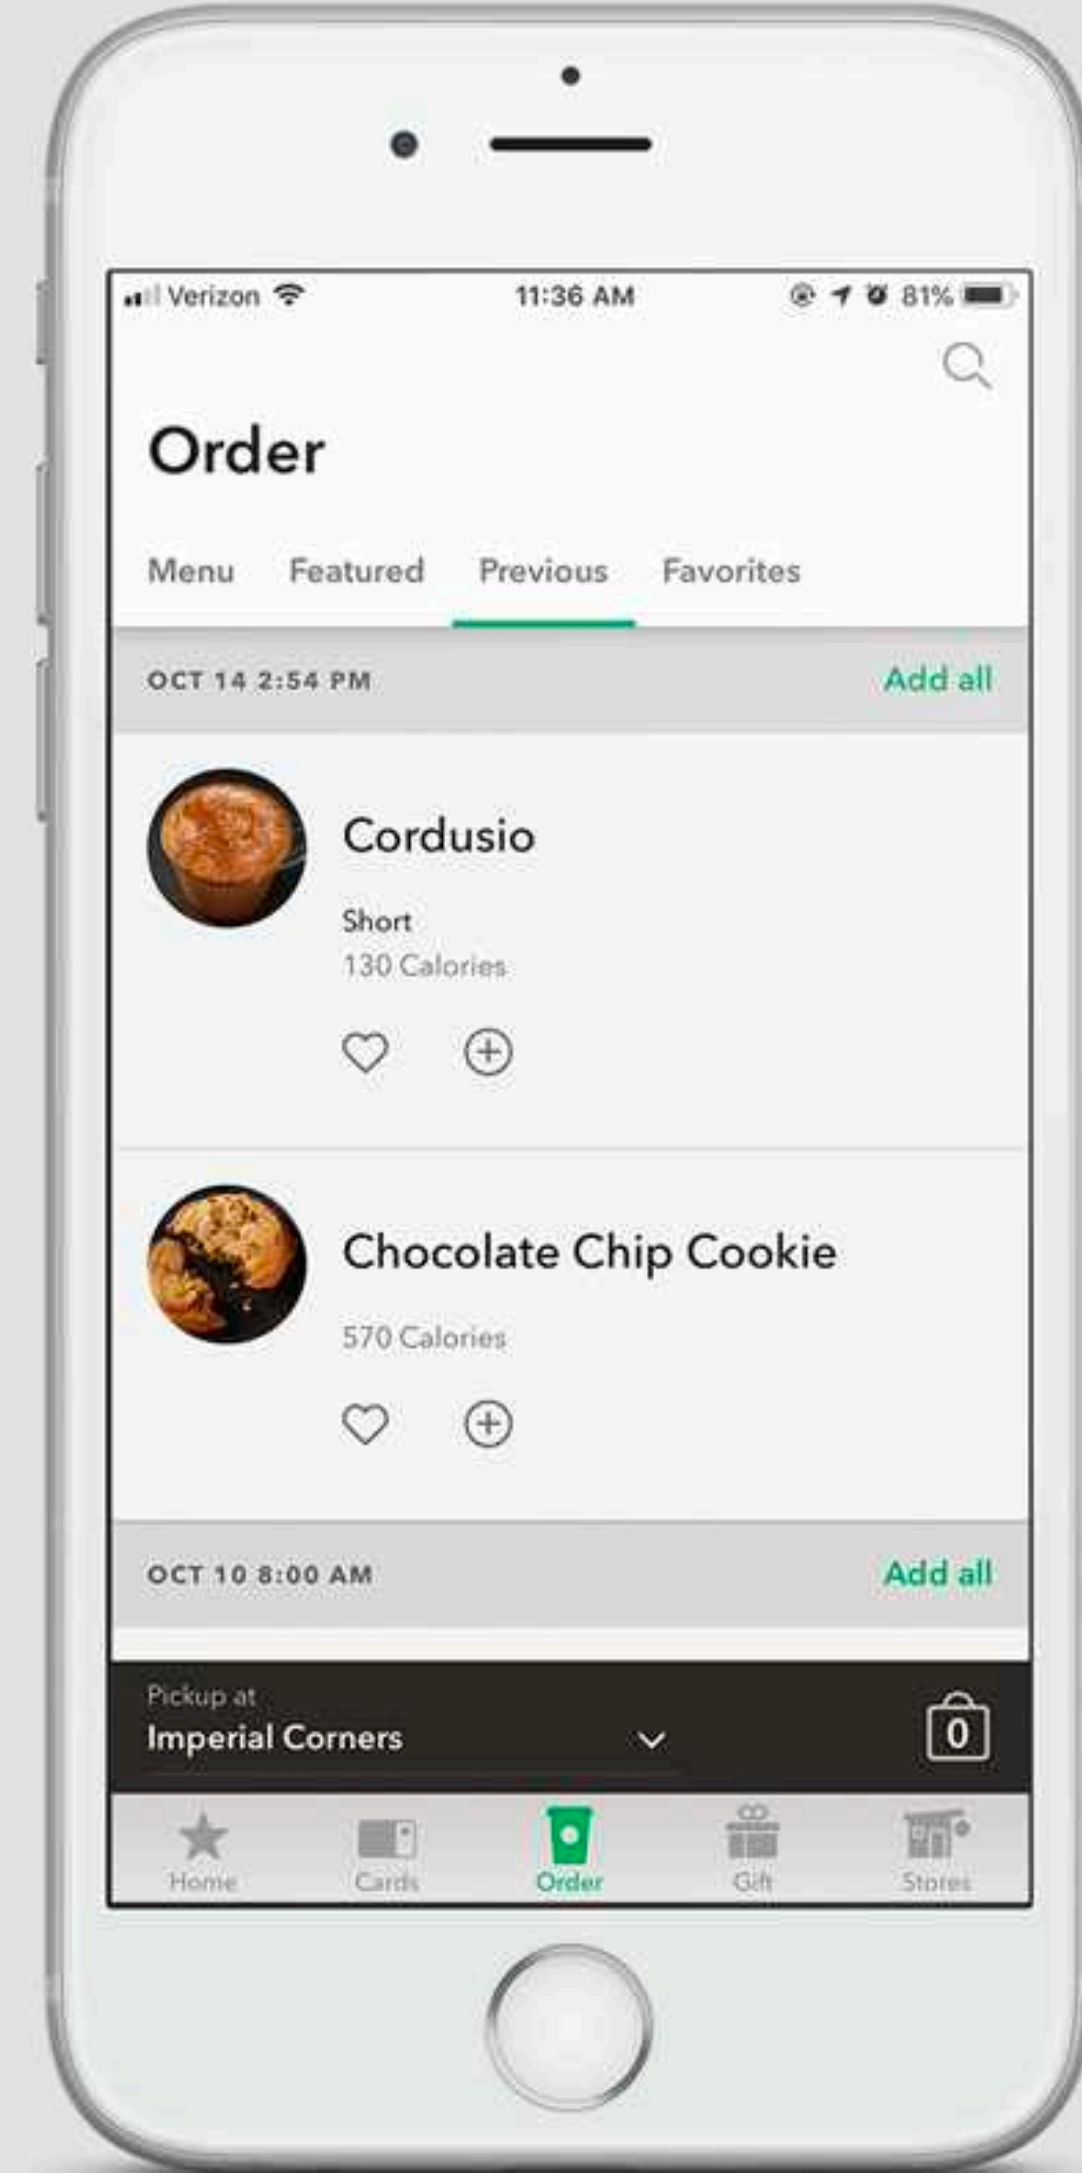 Verizon 11:36 AM 81%
Order
Menu Featured Previous Favorites
OCT 14 2:54 PM Add all
Cordusio
Short
130 Calories
Chocolate Chip Cookie
570 Calories
OCT 10 8:00 AM Add all
Pickup at
Imperial Corners
0
Home Cards Order Gift Stores